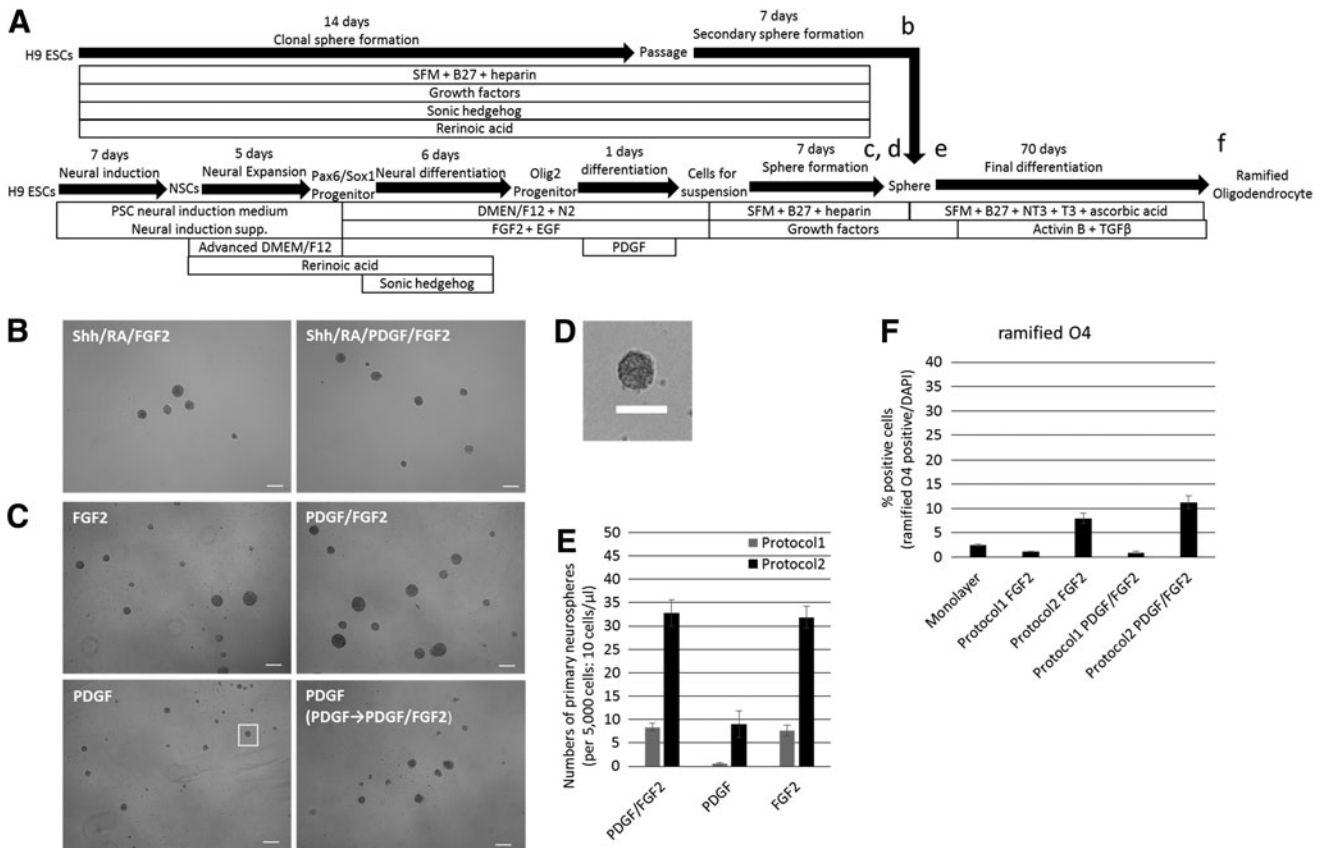 A
14 days
Clonal sphere formation
7 days
Secondary sphere formation
b
H9 ESCs
Passage
SFM + B27 + heparin
Growth factors
Sonic hedgehog
Rerinoic acid
7 days
Neural induction
5 days
Neural Expansion
6 days
Neural differentiation
1 days
differentiation
7 days
Sphere formation
c, d
e
70 days
Final differentiation
f
H9 ESCs
NSCs
Pax6/Sox1
Progenitor
Olig2
Progenitor
Cells for
suspension
Sphere
Ramified
Oligodendrocyte
PSC neural induction medium
DMEN/F12 + N2
SFM + B27 + heparin
SFM + B27 + NT3 + T3 + ascorbic acid
Neural induction supp.
FGF2 + EGF
Growth factors
Activin B + TGFβ
Advanced DMEM/F12
PDGF
Rerinoic acid
Sonic hedgehog
B
Shh/RA/FGF2
Shh/RA/PDGF/FGF2
C
FGF2
PDGF/FGF2
PDGF
PDGF
(PDGF→PDGF/FGF2)
D
E
Numbers of primary neurospheres
(per 5,000 cells: 10 cells/µl)
50
45
40
35
30
25
20
15
10
5
0
Protocol1
Protocol2
PDGF/FGF2
PDGF
FGF2
F
ramified O4
% positive cells
(ramified O4 positive/DAPI)
40
35
30
25
20
15
10
5
0
Monolayer
Protocol1 FGF2
Protocol2 FGF2
Protocol1 PDGF/FGF2
Protocol2 PDGF/FGF2